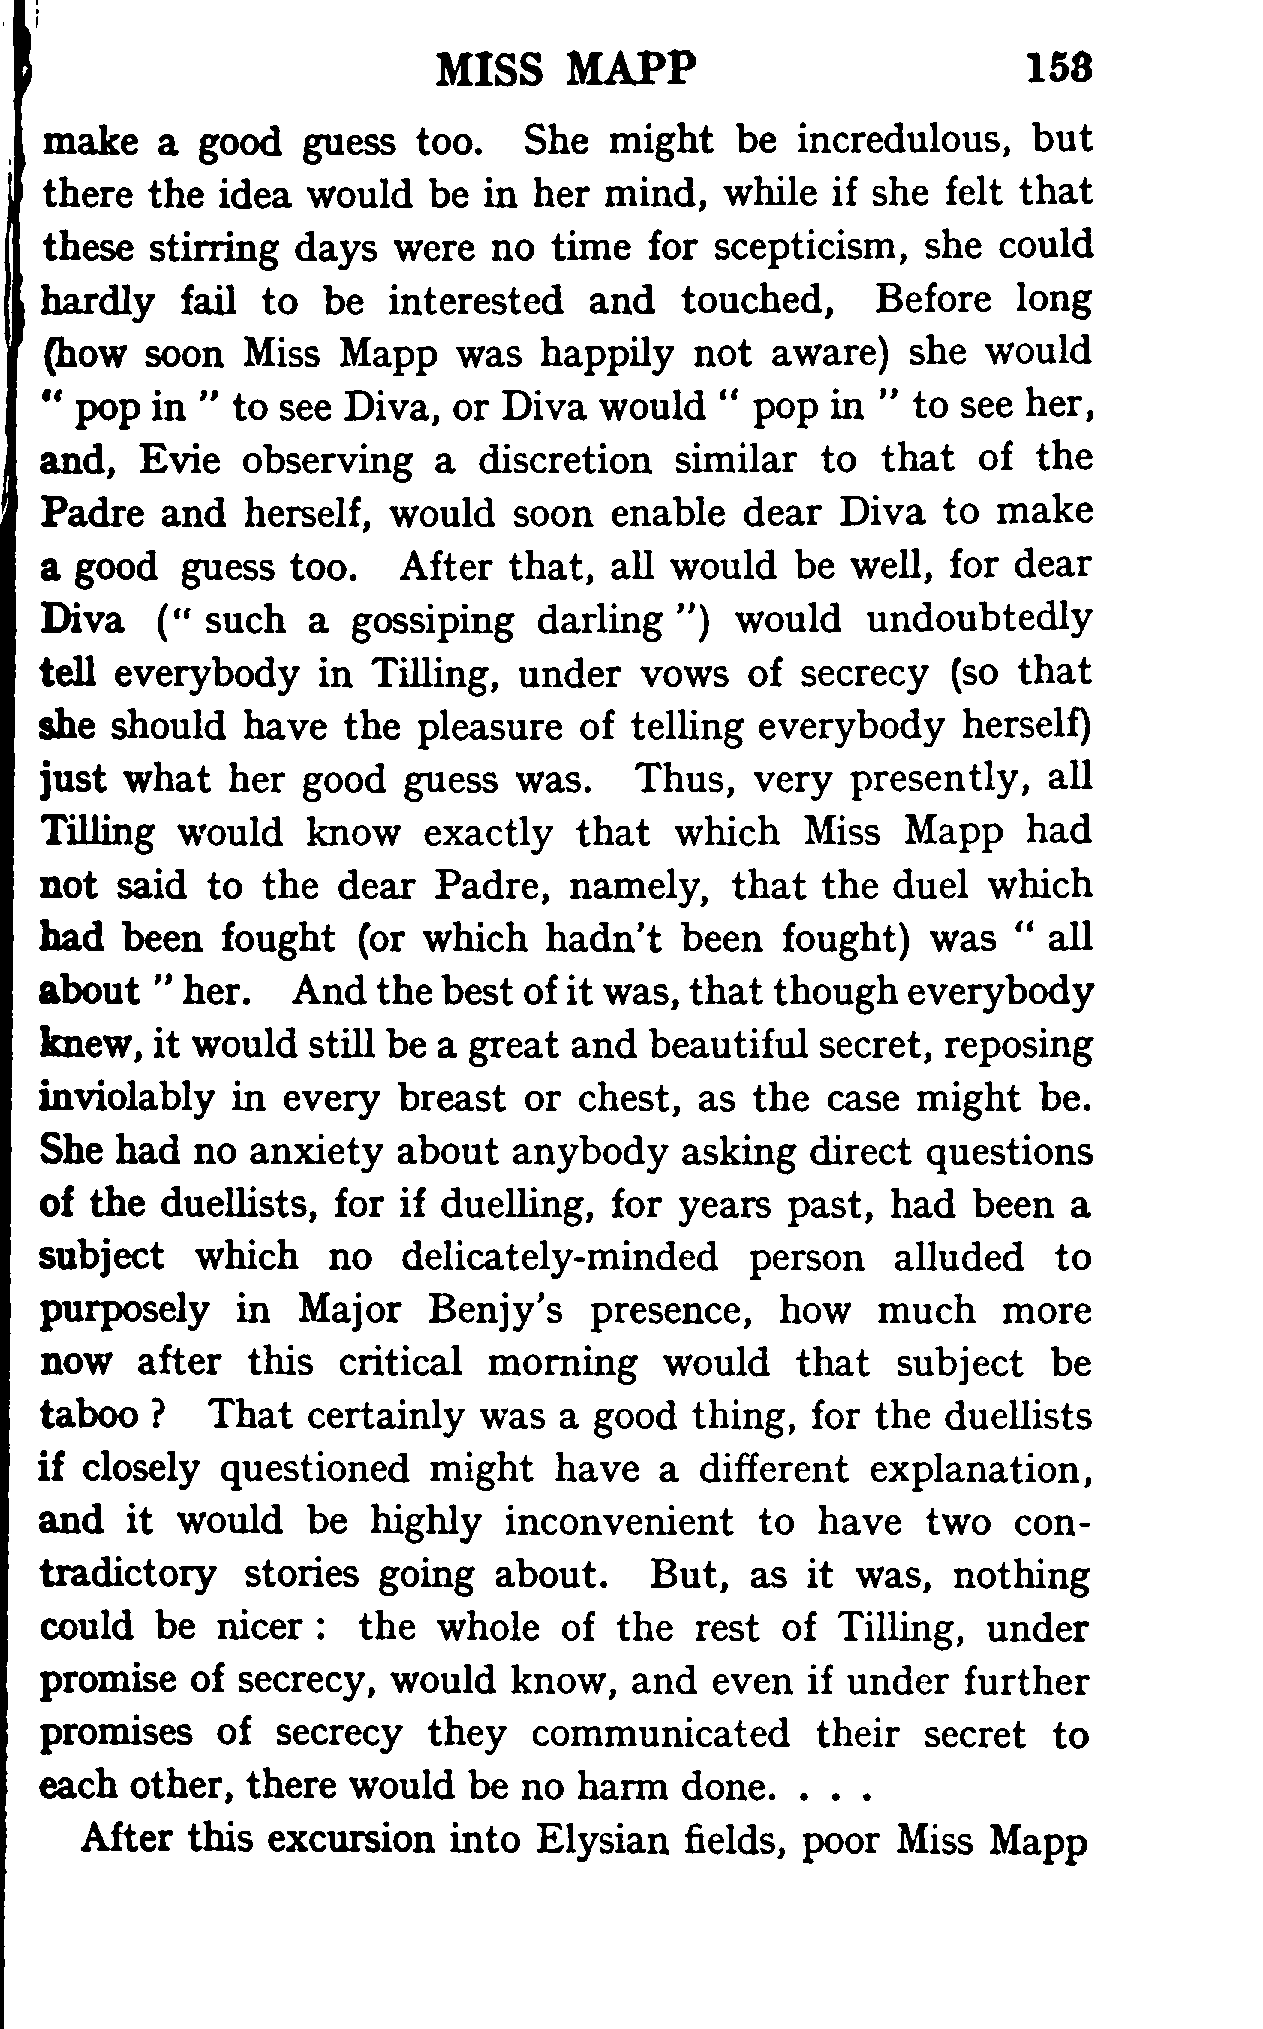 MISS MAPP 153
make a good guess too. She might be incredulous, but
there the idea would be in her mind, while if she felt that
these stirring days were no time for scepticism, she could
hardly fail to be interested and touched, Before long
(how soon Miss Mapp was happily not aware) she would
“ pop in ” to see Diva, or Diva would “ pop in ” to see her,
and, Evie observing a discretion similar to that of the
Padre and herself, would soon enable dear Diva to make
a good guess too. After that, all would be well, for dear
Diva (“ such a gossiping darling ”) would undoubtedly
tell everybody in Tilling, under vows of secrecy (so that
she should have the pleasure of telling everybody herself)
just what her good guess was. Thus, very presently, all
Tilling would know exactly that which Miss Mapp had
not said to the dear Padre, namely, that the duel which
had been fought (or which hadn't been fought) was “ all
about ” her. And the best of it was, that though everybody
knew, it would still be a great and beautiful secret, reposing
inviolably in every breast or chest, as the case might be.
She had no anxiety about anybody asking direct questions
of the duellists, for if duelling, for years past, had been a
subject which no delicately-minded person alluded to
purposely in Major Benjy's presence, how much more
now after this critical morning would that subject be
taboo ? That certainly was a good thing, for the duellists
if closely questioned might have a different explanation,
and it would be highly inconvenient to have two con-
tradictory stories going about. But, as it was, nothing
could be nicer : the whole of the rest of Tilling, under
promise of secrecy, would know, and even if under further
promises of secrecy they communicated their secret to
each other, there would be no harm done. . . .
After this excursion into Elysian fields, poor Miss Mapp